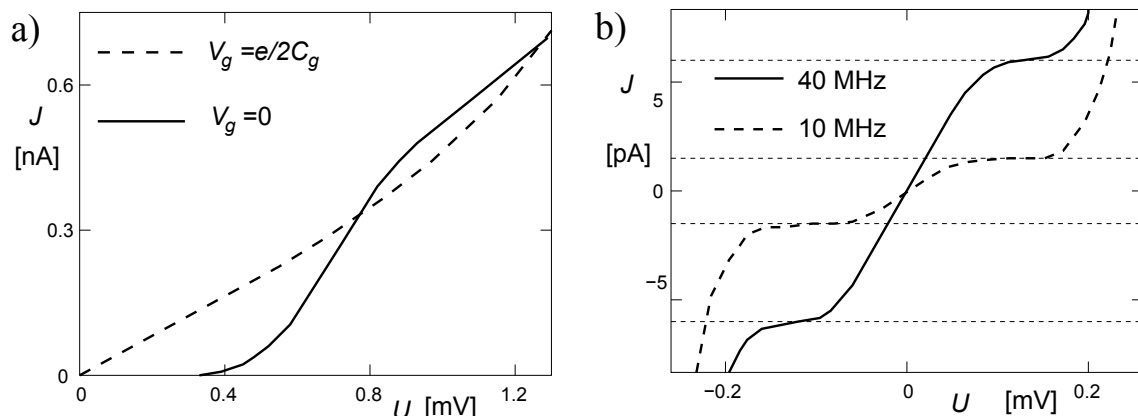 a)
V_g =e/2C_g
V_g =0
J
[nA]
0.6
0.3
0
0
0.4
0.8
1.2
U [mV]
b)
40 MHz
10 MHz
J
[pA]
5
0
−5
−0.2
0
0.2
U [mV]